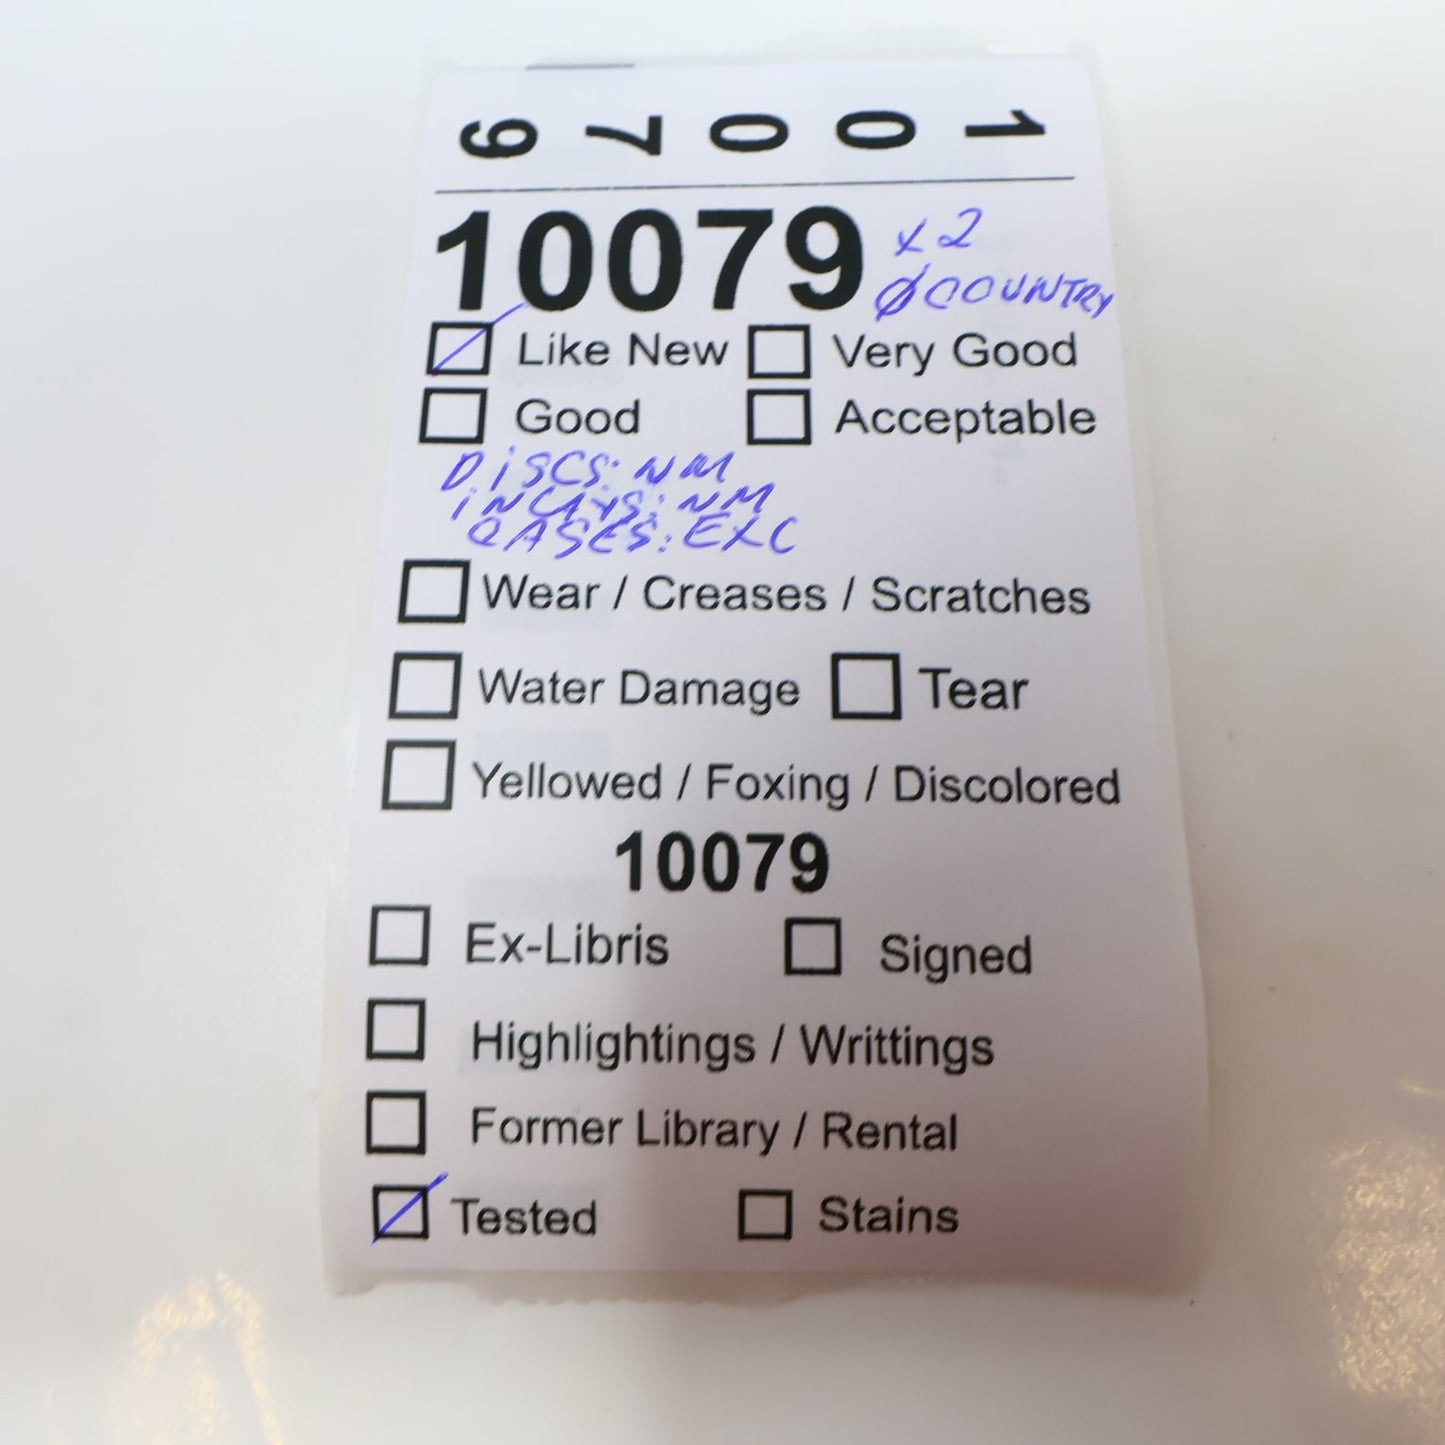 10079
10079 x2
Ø COUNTRY
Like New Very Good
Good Acceptable
DISCS: NM
INLAYS: NM
CASES: EXC
Wear / Creases / Scratches
Water Damage Tear
Yellowed / Foxing / Discolored
10079
Ex-Libris Signed
Highlightings / Writtings
Former Library / Rental
Tested Stains